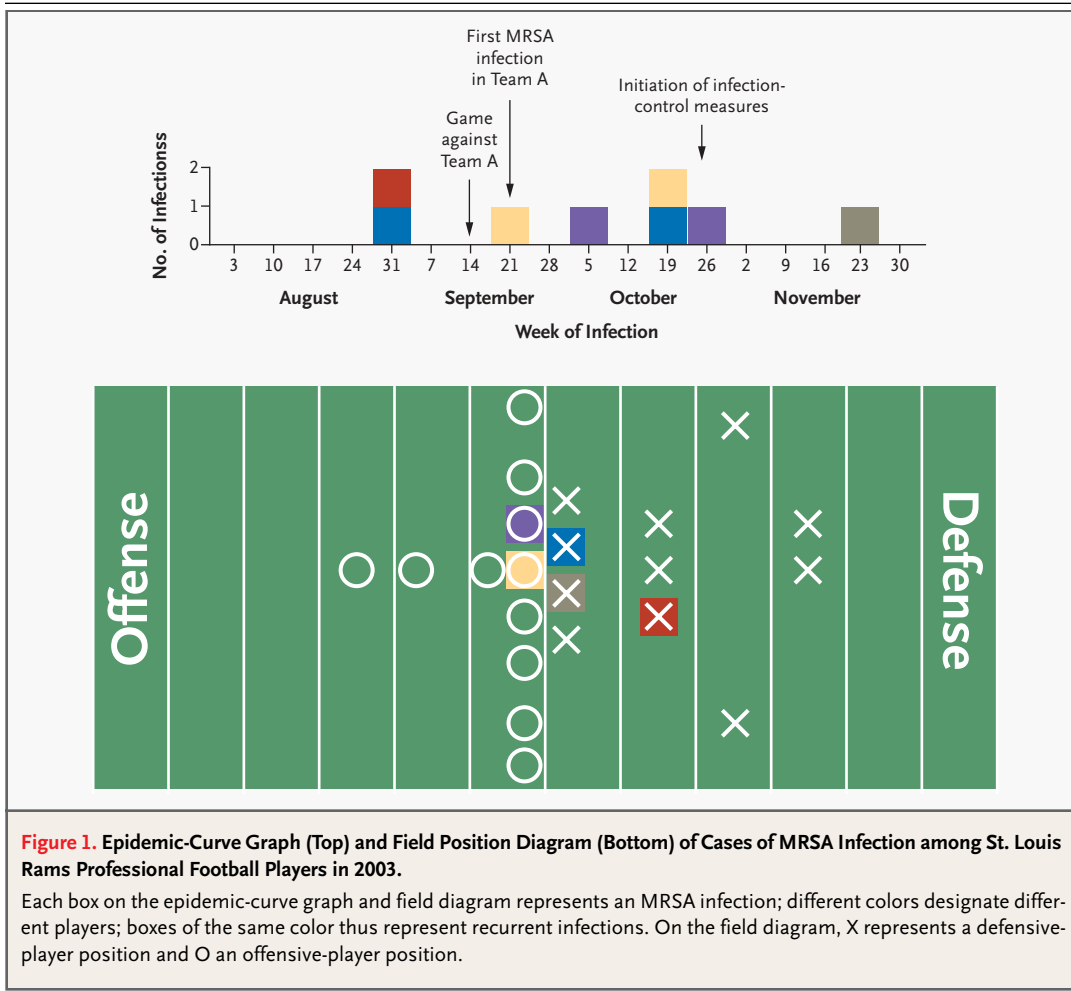 First MRSA
infection
in Team A
Initiation of infection-
control measures
Game
against
Team A
No. of Infectionss
2
1
0
3 10 17 24 31 7 14 21 28 5 12 19 26 2 9 16 23 30
August September October November
Week of Infection
Offense
Defense
Figure 1. Epidemic-Curve Graph (Top) and Field Position Diagram (Bottom) of Cases of MRSA Infection among St. Louis
Rams Professional Football Players in 2003.
Each box on the epidemic-curve graph and field diagram represents an MRSA infection; different colors designate differ-
ent players; boxes of the same color thus represent recurrent infections. On the field diagram, X represents a defensive-
player position and O an offensive-player position.